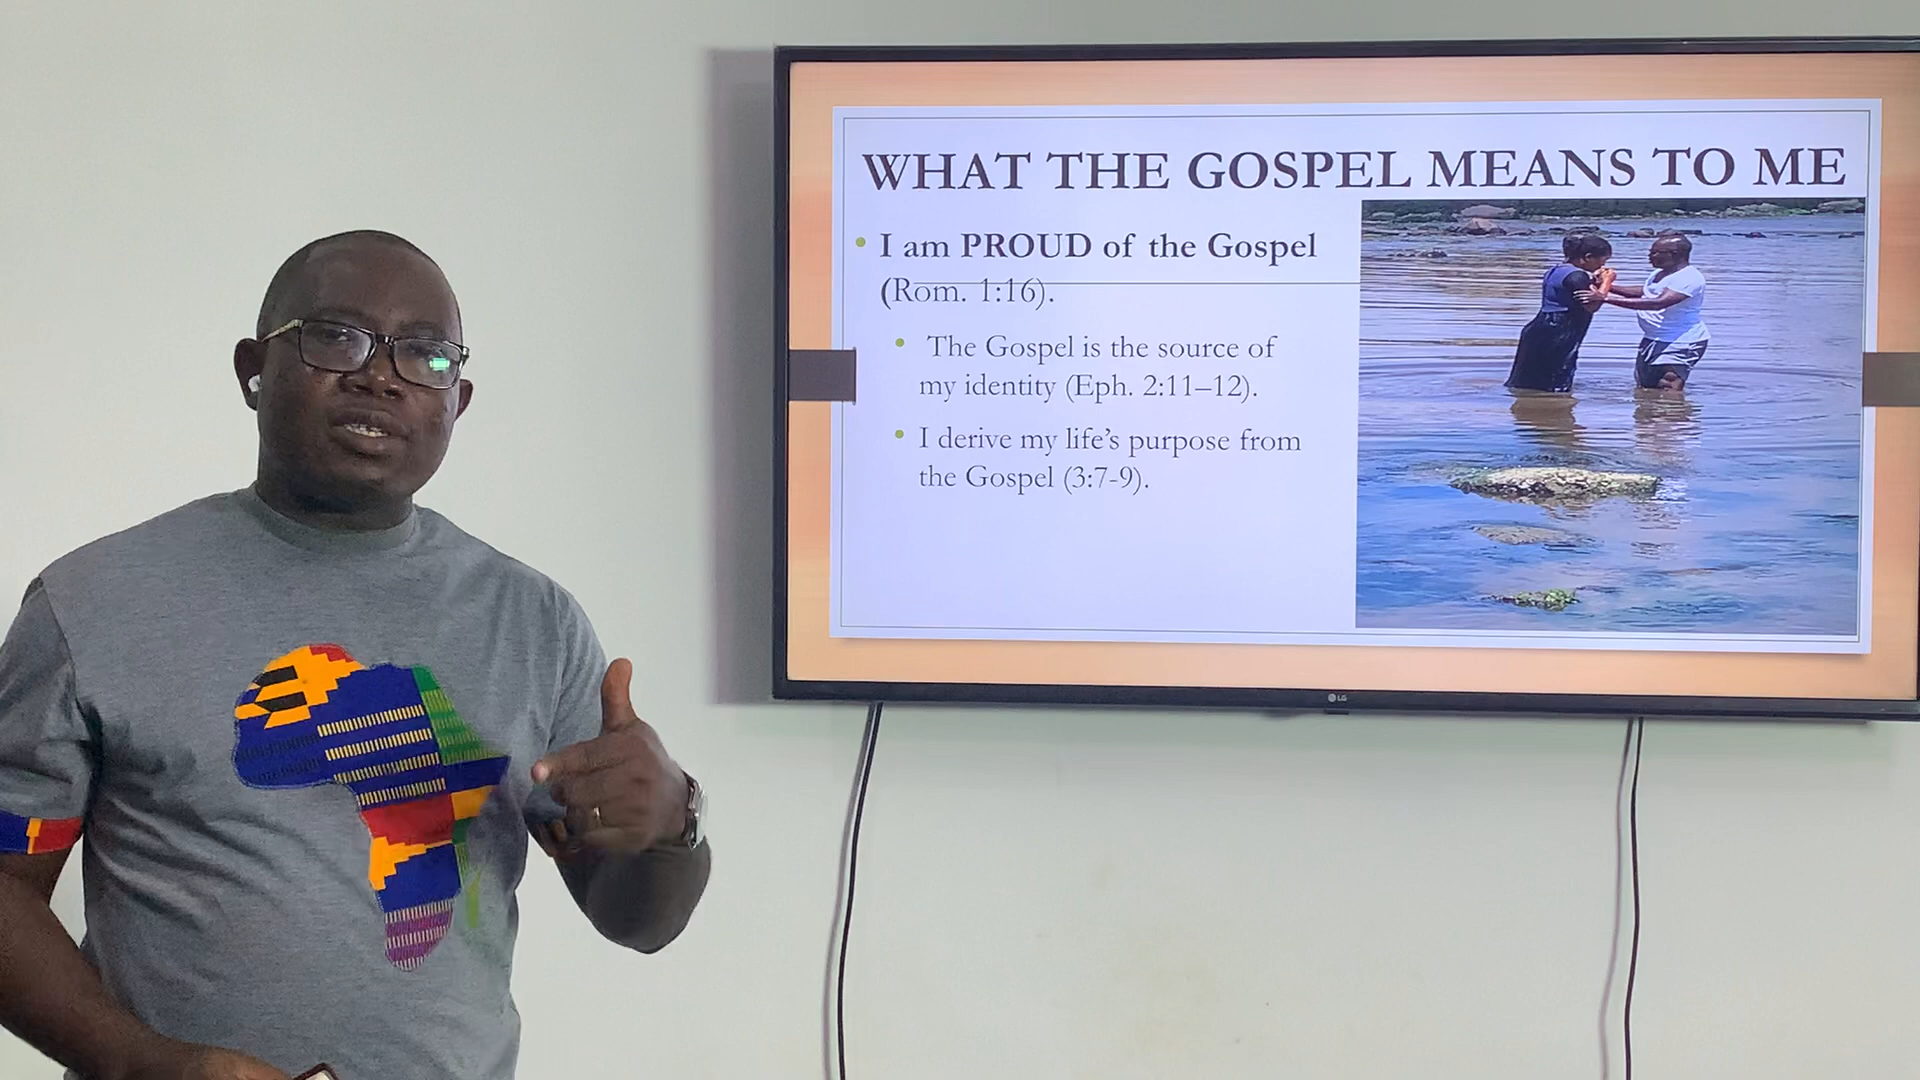 WHAT THE GOSPEL MEANS TO ME
• I am PROUD of the Gospel
(Rom. 1:16).
• The Gospel is the source of
my identity (Eph. 2:11–12).
• I derive my life’s purpose from
the Gospel (3:7-9).
LG